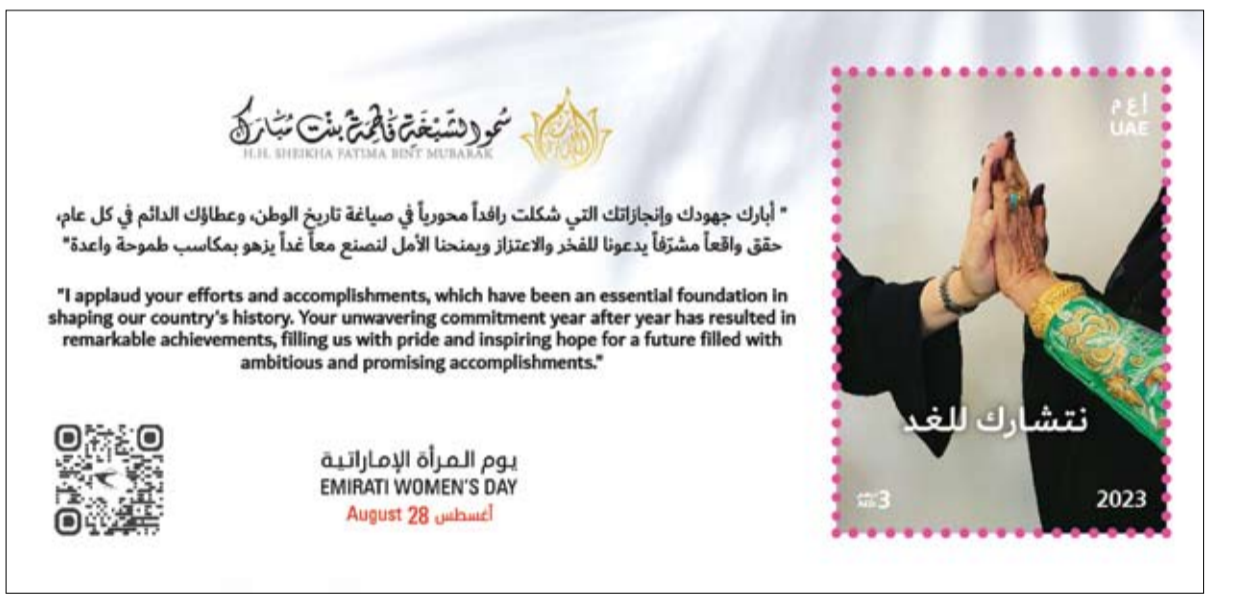 سمو الشيخة فاطمة بنت مبارك
H.H. SHEIKHA FATIMA BINT MUBARAK
" أبارك جهودك وإنجازاتك التي شكلت رافداً محورياً في صياغة تاريخ الوطن، وعطاؤك الدائم في كل عام،
حقق واقعاً مشرّفاً يدعونا للفخر والاعتزاز ويمنحنا الأمل لنصنع معاً غداً يزهو بمكاسب طموحة واعدة"
"I applaud your efforts and accomplishments, which have been an essential foundation in
shaping our country's history. Your unwavering commitment year after year has resulted in
remarkable achievements, filling us with pride and inspiring hope for a future filled with
ambitious and promising accomplishments."
يوم المرأة الإماراتية
EMIRATI WOMEN'S DAY
August 28 أغسطس
إ ع م
UAE
نتشارك للغد
3
2023